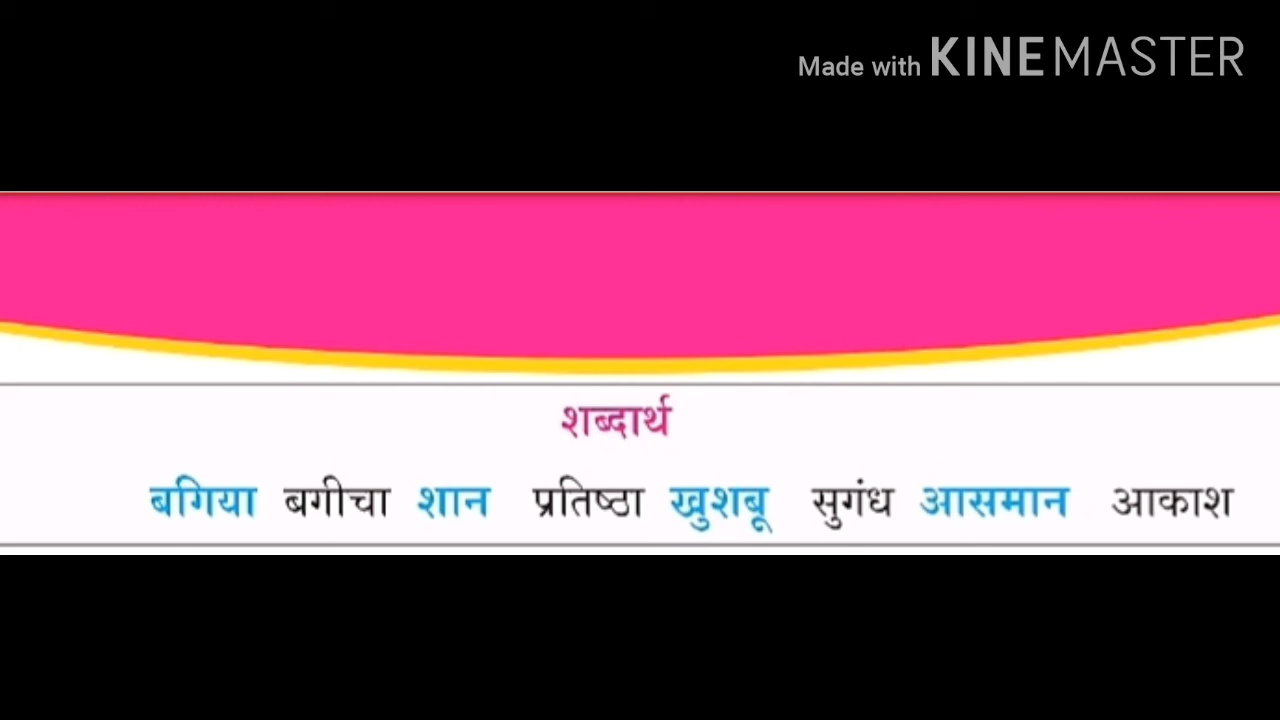 Made with KINEMASTER
शब्दार्थ
बगिया बगीचा शान प्रतिष्ठा खुशबू सुगंध आसमान आकाश